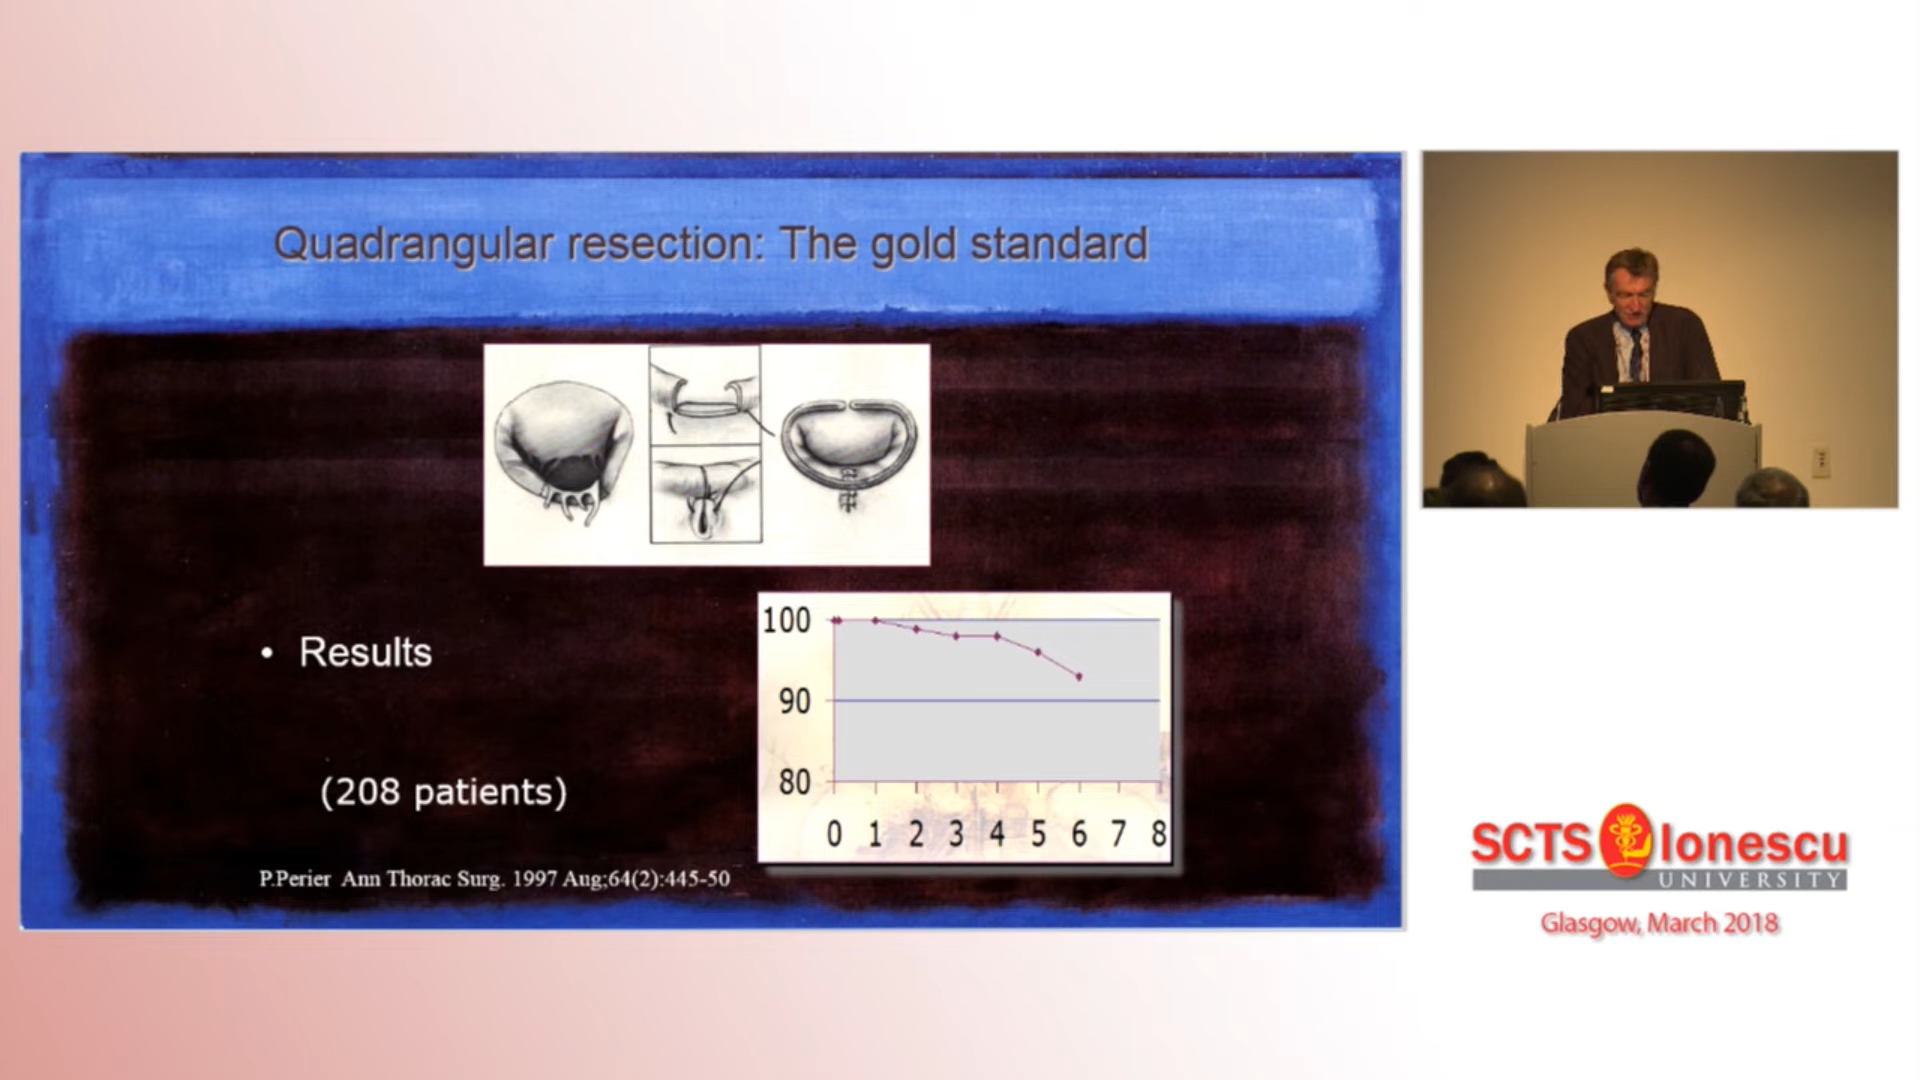 Quadrangular resection: The gold standard
• Results
(208 patients)
100
90
80
0 1 2 3 4 5 6 7 8
P.Perier Ann Thorac Surg. 1997 Aug;64(2):445-50
SCTS Ionescu
UNIVERSITY
Glasgow, March 2018